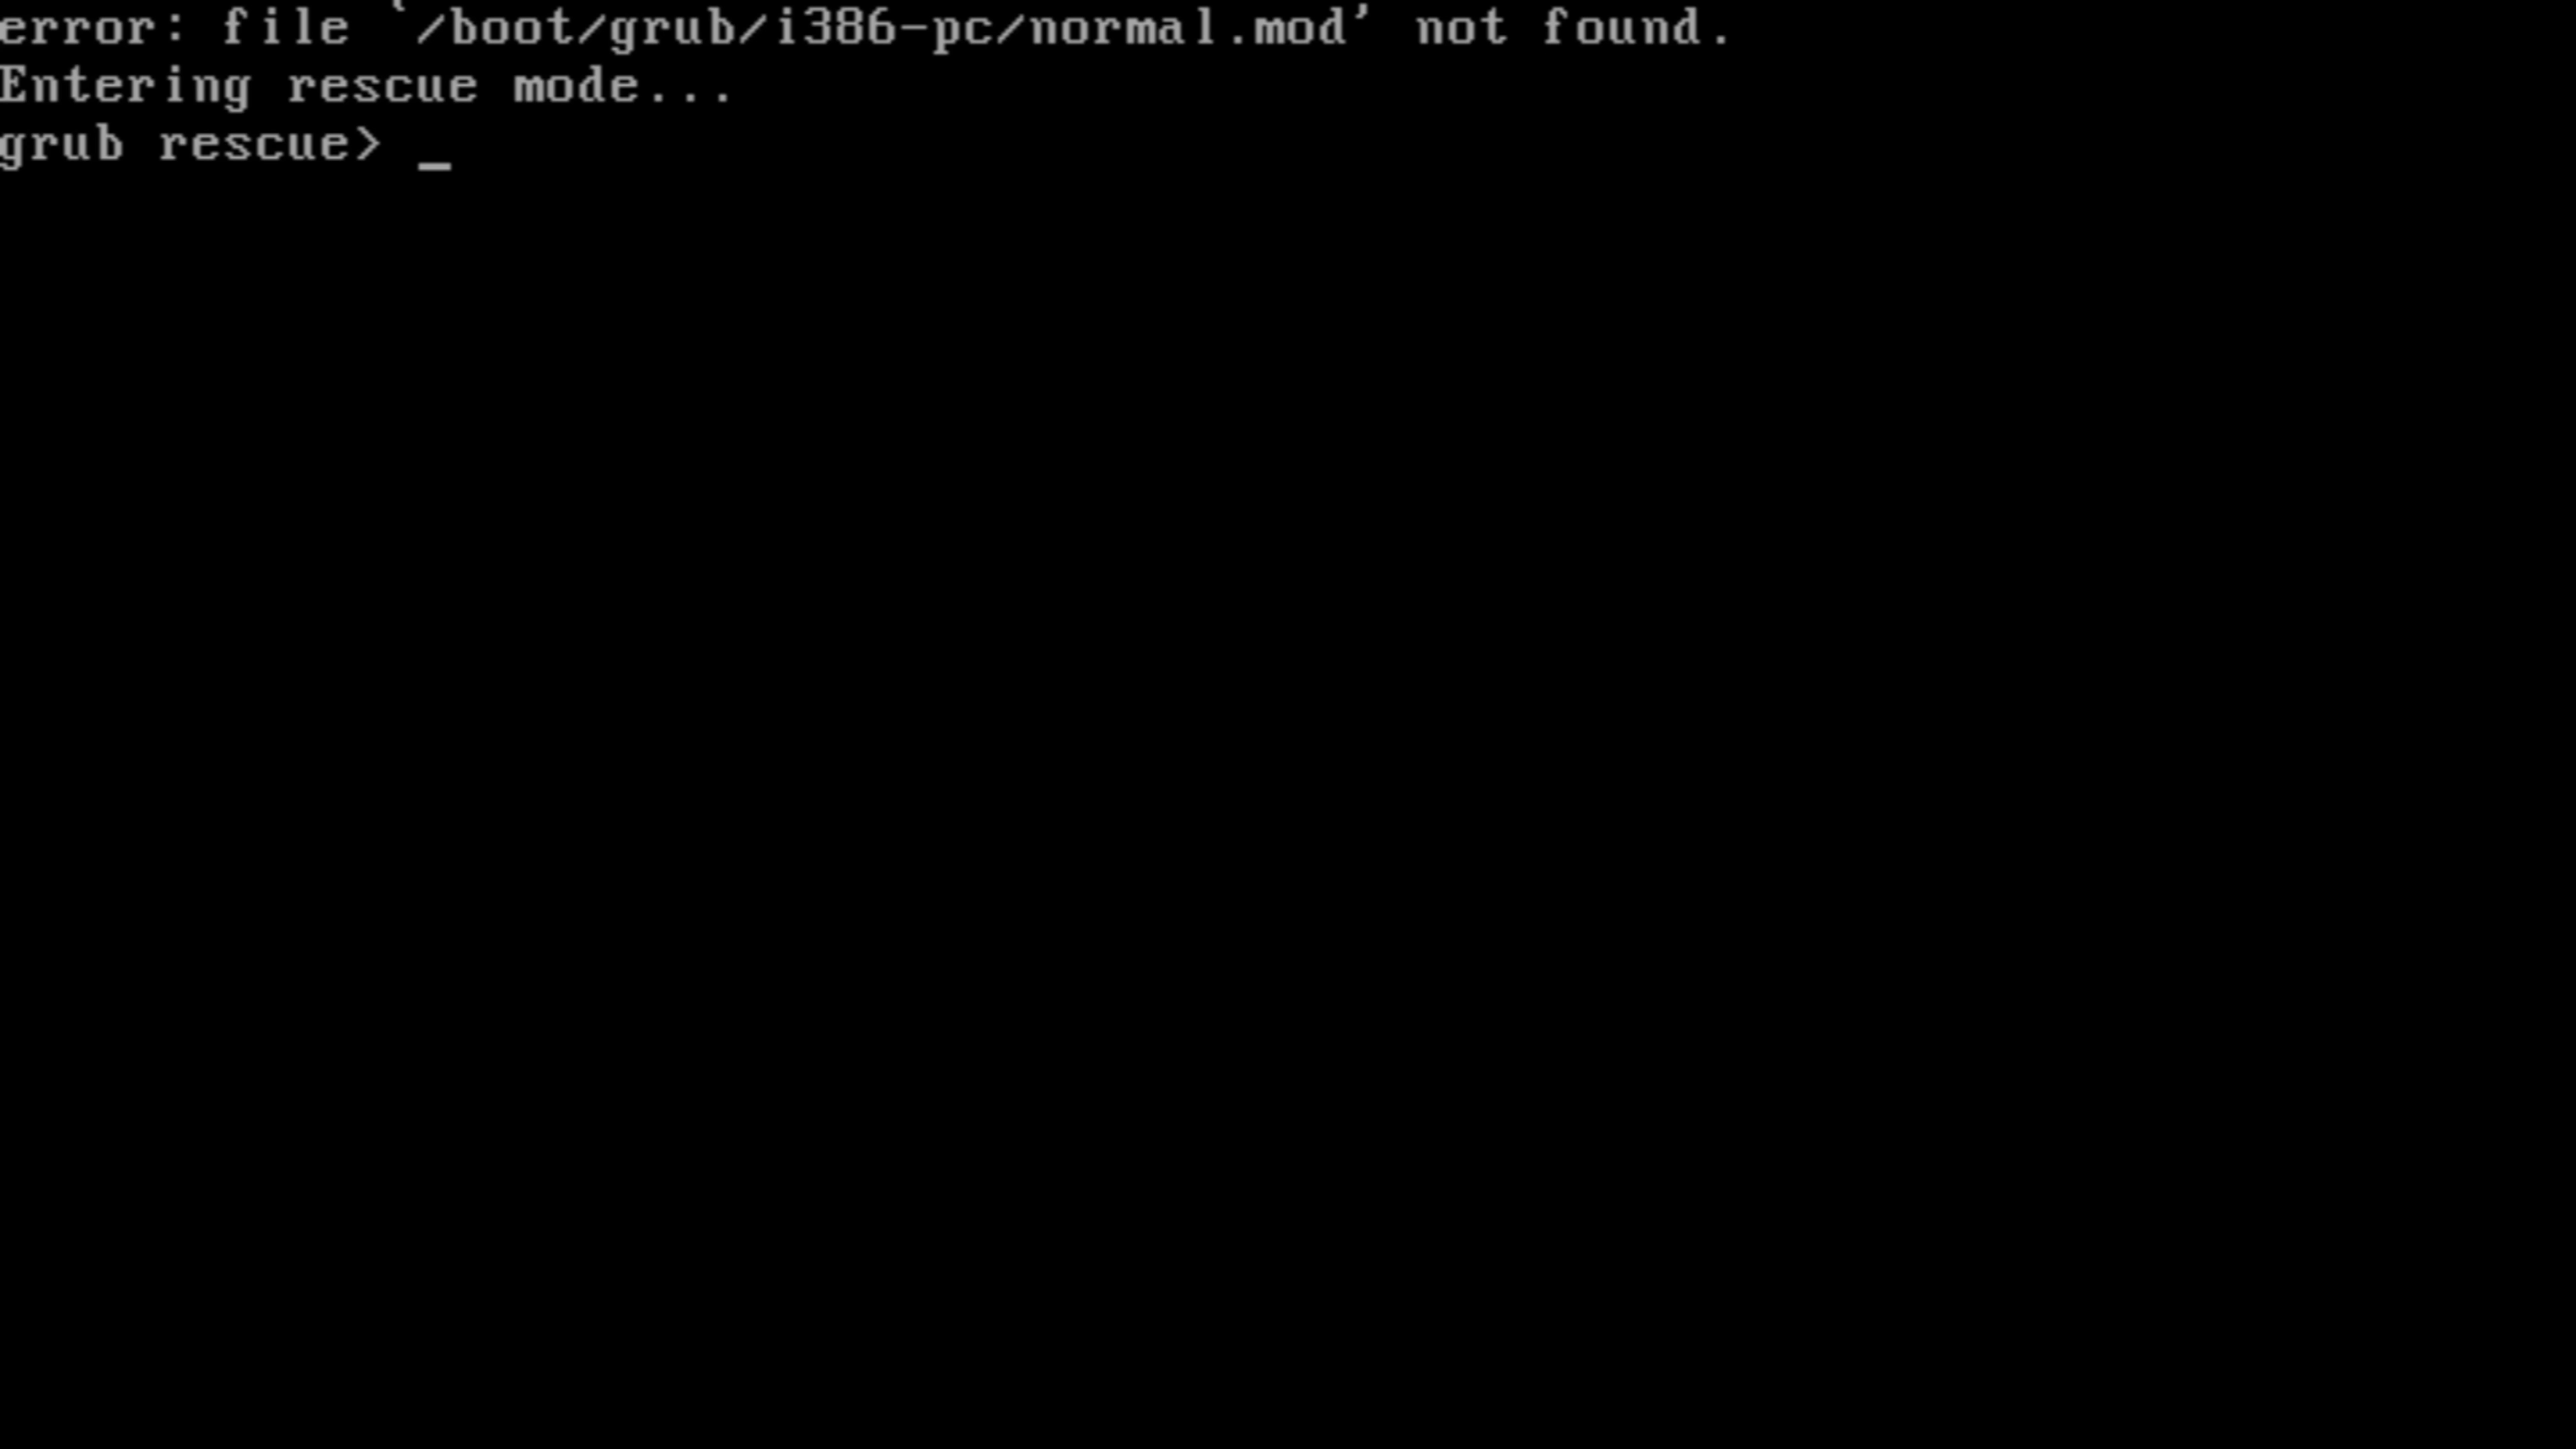 error: file `/boot/grub/i386-pc/normal.mod' not found.
Entering rescue mode...
grub rescue> _